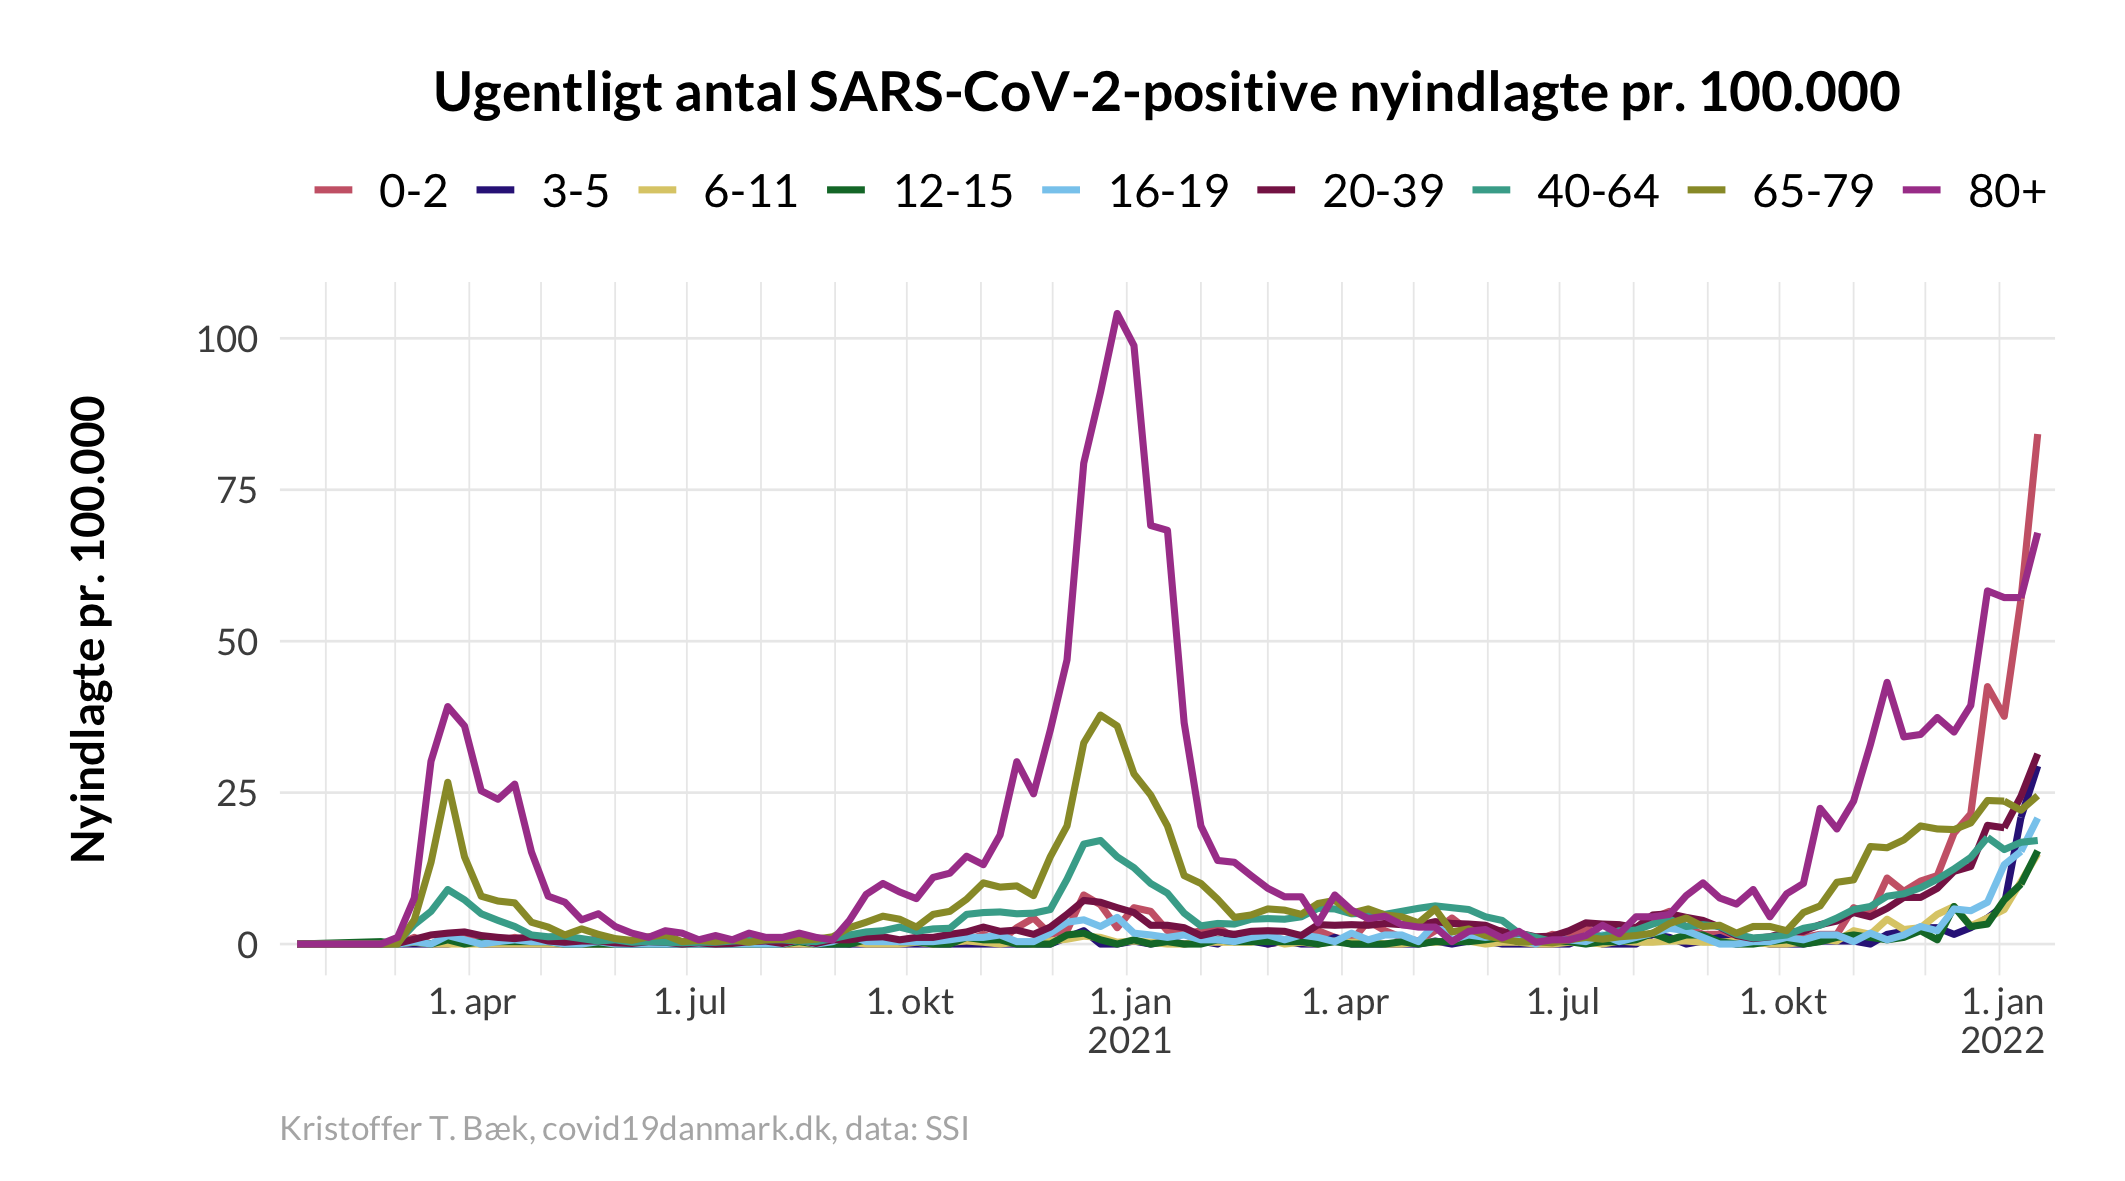 Ugentligt antal SARS-CoV-2-positive nyindlagte pr. 100.000
0-2 3-5 6-11 12-15 16-19 20-39 40-64 65-79 80+
Nyindlagte pr. 100.000
100
75
50
25
0
1. apr 1. jul 1. okt 1. jan 1. apr 1. jul 1. okt 1. jan
2021 2022
Kristoffer T. Bæk, covid19danmark.dk, data: SSI